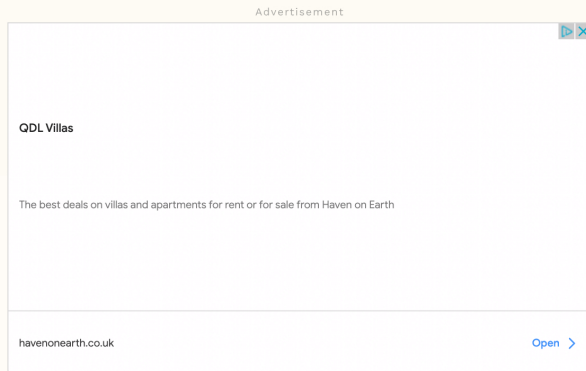 Advertisement
QDL Villas
The best deals on villas and apartments for rent or for sale from Haven on Earth
havenonearth.co.uk
Open